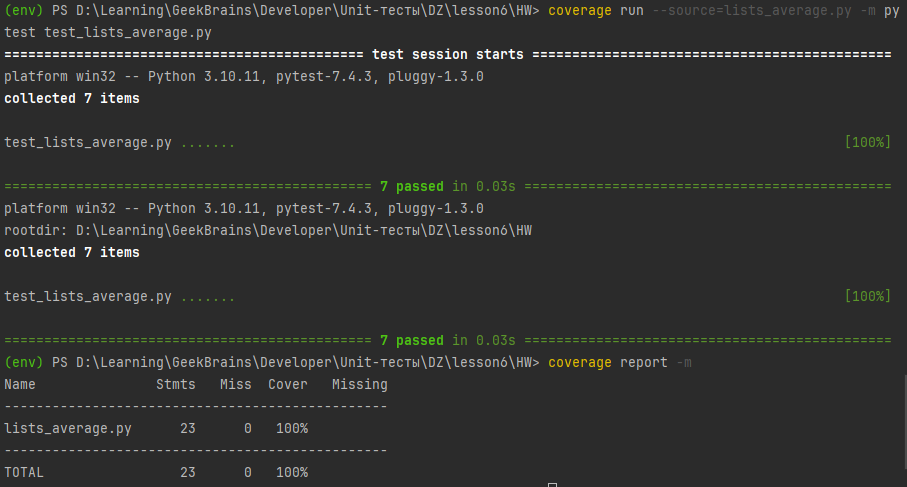 (env) PS D:\Learning\GeekBrains\Developer\Unit-тесты\DZ\lesson6\HW> coverage run --source=lists_average.py -m py
test test_lists_average.py
============================================= test session starts =============================================
platform win32 -- Python 3.10.11, pytest-7.4.3, pluggy-1.3.0
collected 7 items
test_lists_average.py ....... [100%]
============================================== 7 passed in 0.03s ==============================================
platform win32 -- Python 3.10.11, pytest-7.4.3, pluggy-1.3.0
rootdir: D:\Learning\GeekBrains\Developer\Unit-тесты\DZ\lesson6\HW
collected 7 items
test_lists_average.py ....... [100%]
============================================== 7 passed in 0.03s ==============================================
(env) PS D:\Learning\GeekBrains\Developer\Unit-тесты\DZ\lesson6\HW> coverage report -m
Name               Stmts   Miss  Cover   Missing
------------------------------------------------
lists_average.py      23      0   100%
------------------------------------------------
TOTAL                 23      0   100%